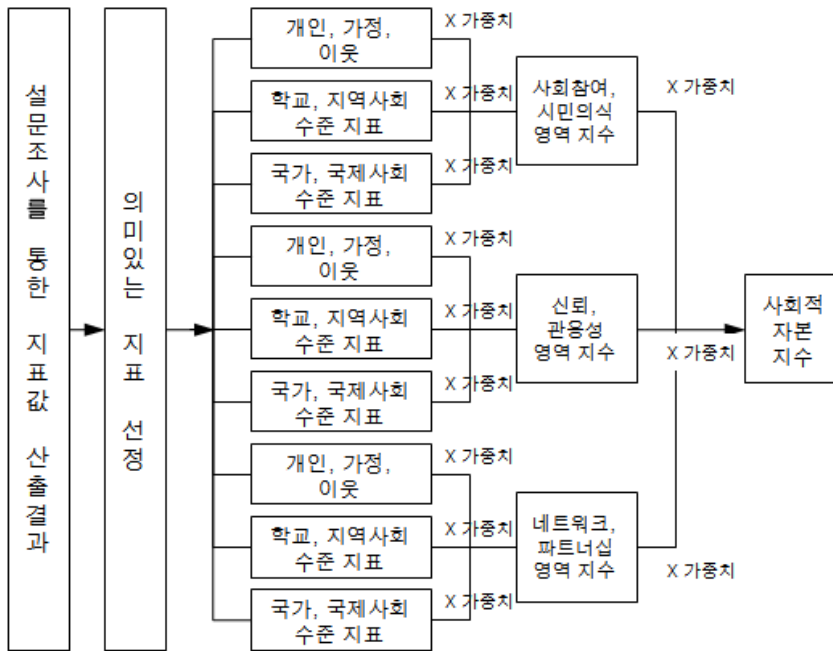 설문조사를 통한 지표값 산출결과
의미있는 지표 선정
개인, 가정,
이웃
X 가중치
학교, 지역사회
수준 지표
X 가중치
국가, 국제사회
수준 지표
X 가중치
사회참여,
시민의식
영역 지수
X 가중치
개인, 가정,
이웃
X 가중치
학교, 지역사회
수준 지표
X 가중치
국가, 국제사회
수준 지표
X 가중치
신뢰,
관용성
영역 지수
X 가중치
개인, 가정,
이웃
X 가중치
학교, 지역사회
수준 지표
X 가중치
국가, 국제사회
수준 지표
X 가중치
네트워크,
파트너십
영역 지수
X 가중치
사회적
자본
지수